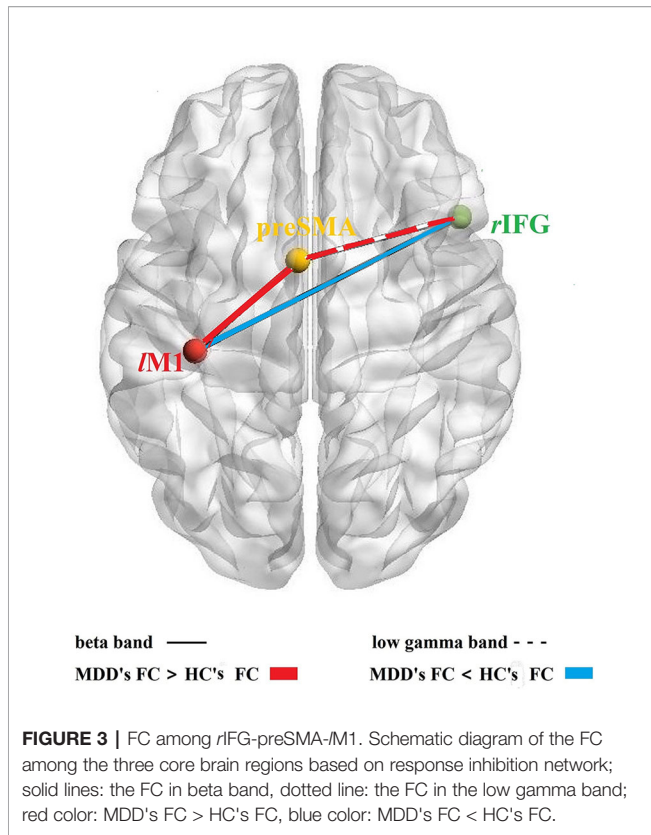 preSMA
rIFG
lM1
beta band ——
low gamma band - - -
MDD's FC > HC's FC
MDD's FC < HC's FC
FIGURE 3 | FC among rIFG-preSMA-lM1. Schematic diagram of the FC
among the three core brain regions based on response inhibition network;
solid lines: the FC in beta band, dotted line: the FC in the low gamma band;
red color: MDD's FC > HC's FC, blue color: MDD's FC < HC's FC.